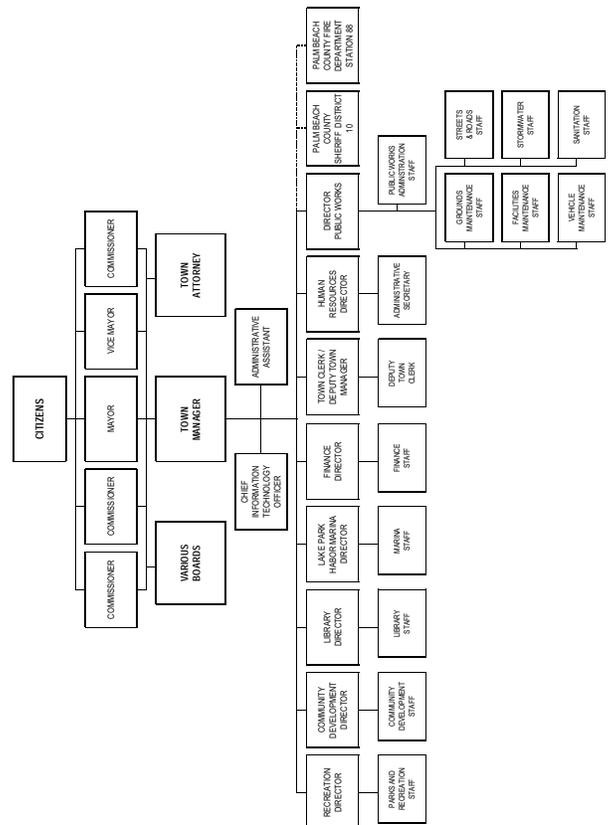 CITIZENS
COMMISSIONER
COMMISSIONER
MAYOR
VICE MAYOR
COMMISSIONER
VARIOUS
BOARDS
TOWN
MANAGER
TOWN
ATTORNEY
CHIEF
INFORMATION
TECHNOLOGY
OFFICER
ADMINISTRATIVE
ASSISTANT
RECREATION
DIRECTOR
COMMUNITY
DEVELOPMENT
DIRECTOR
LIBRARY
DIRECTOR
LAKE PARK
HABOR MARINA
DIRECTOR
FINANCE
DIRECTOR
TOWN CLERK /
DEPUTY TOWN
MANAGER
HUMAN
RESOURCES
DIRECTOR
DIRECTOR
PUBLIC WORKS
PALM BEACH
COUNTY
SHERIFF DISTRICT
10
PALM BEACH
COUNTY FIRE
DEPARTMENT
STATION 68
PARKS AND
RECREATION
STAFF
COMMUNITY
DEVELOPMENT
STAFF
LIBRARY
STAFF
MARINA
STAFF
FINANCE
STAFF
DEPUTY
TOWN
CLERK
ADMINISTRATIVE
SECRETARY
PUBLIC WORKS
ADMINSTRATION
STAFF
GROUNDS
MAINTENANCE
STAFF
STREETS
& ROADS
STAFF
FACILITIES
MAINTENANCE
STAFF
STORMWATER
STAFF
VEHICLE
MAINTENANCE
STAFF
SANITATION
STAFF